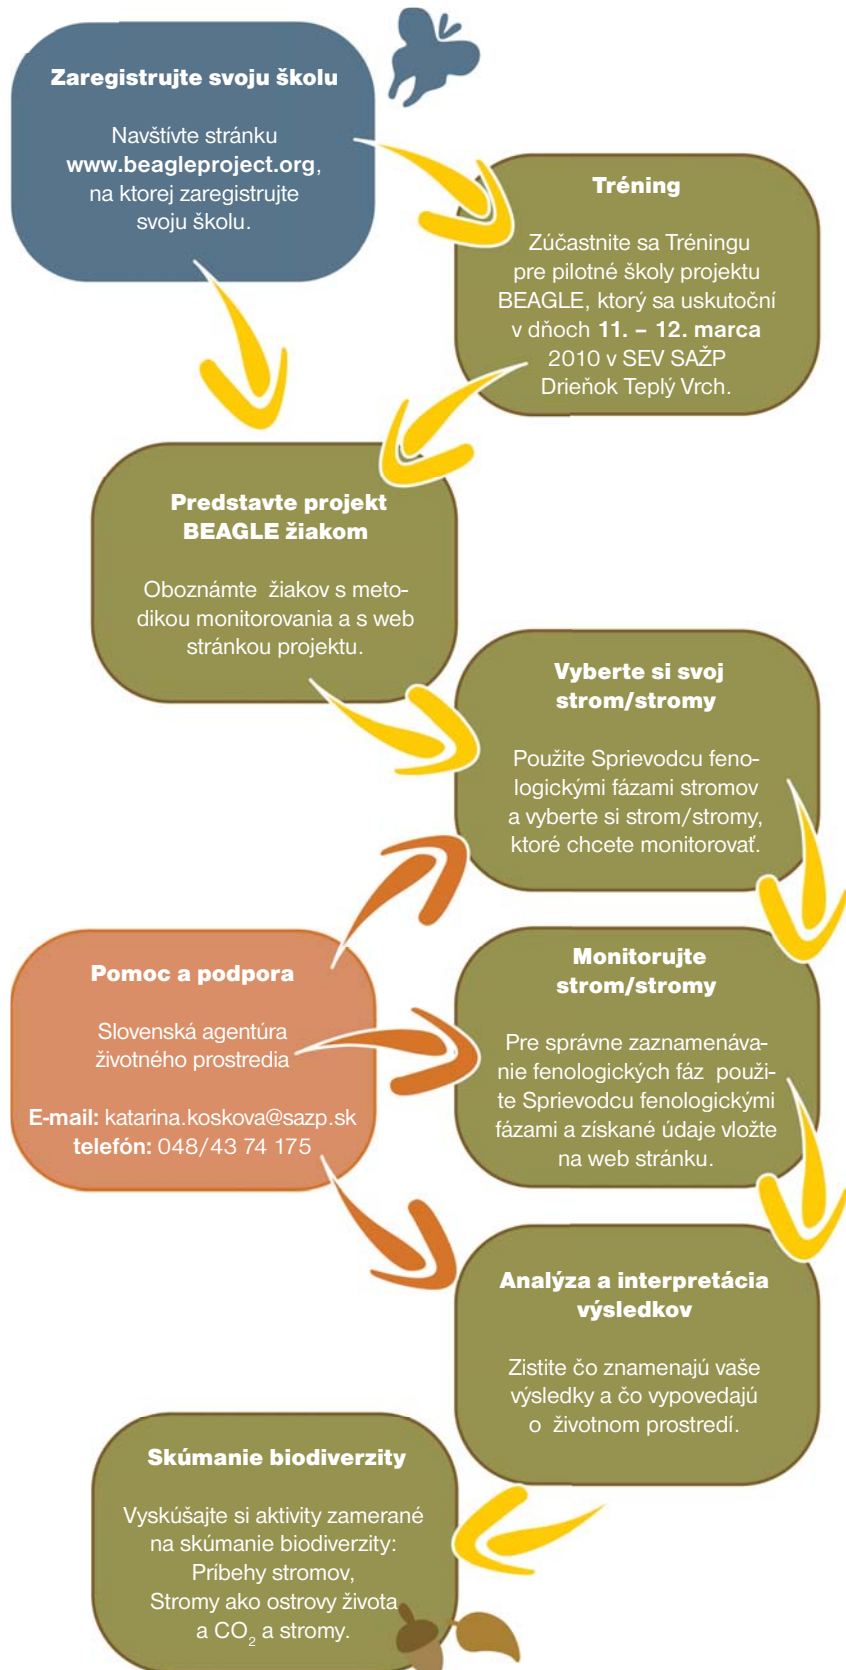 Zaregistrujte svoju školu
Navštívte stránku
www.beagleproject.org,
na ktorej zaregistrujte
svoju školu.
Tréning
Zúčastnite sa Tréningu
pre pilotné školy projektu
BEAGLE, ktorý sa uskutoční
v dňoch 11. – 12. marca
2010 v SEV SAŽP
Drieňok Teplý Vrch.
Predstavte projekt
BEAGLE žiakom
Oboznámte žiakov s meto-
dikou monitorovania a s web
stránkou projektu.
Vyberte si svoj
strom/stromy
Použite Sprievodcu feno-
logickými fázami stromov
a vyberte si strom/stromy,
ktoré chcete monitorovať.
Pomoc a podpora
Slovenská agentúra
životného prostredia
E-mail: katarina.koskova@sazp.sk
telefón: 048/43 74 175
Monitorujte
strom/stromy
Pre správne zaznamenáva-
nie fenologických fáz použi-
te Sprievodcu fenologickými
fázami a získané údaje vložte
na web stránku.
Analýza a interpretácia
výsledkov
Zistite čo znamenajú vaše
výsledky a čo vypovedajú
o životnom prostredí.
Skúmanie biodiverzity
Vyskúšajte si aktivity zamerané
na skúmanie biodiverzity:
Príbehy stromov,
Stromy ako ostrovy života
a CO₂ a stromy.